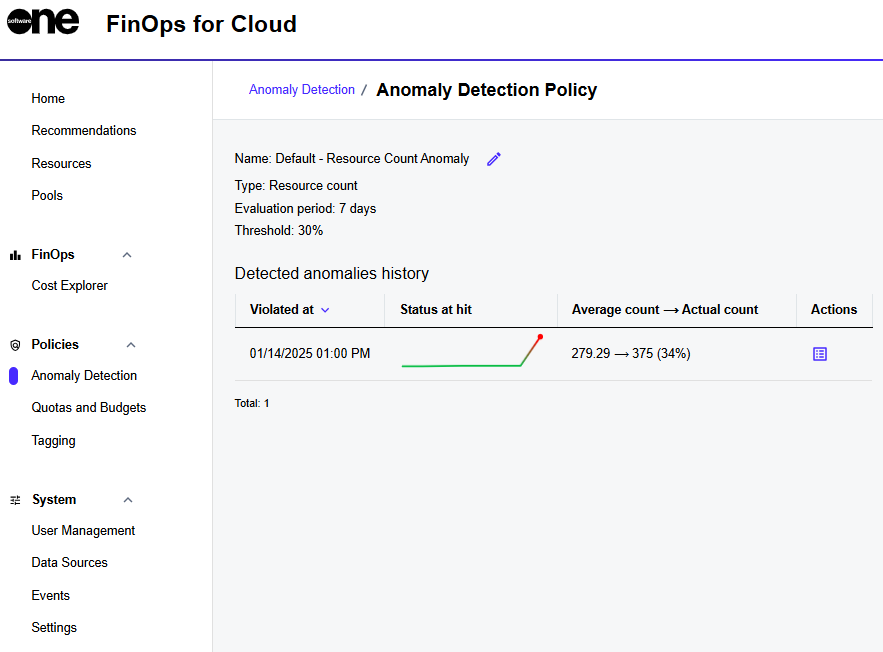 software one
FinOps for Cloud
Home
Recommendations
Resources
Pools
FinOps
Cost Explorer
Policies
Anomaly Detection
Quotas and Budgets
Tagging
System
User Management
Data Sources
Events
Settings
Anomaly Detection / Anomaly Detection Policy
Name: Default - Resource Count Anomaly
Type: Resource count
Evaluation period: 7 days
Threshold: 30%
Detected anomalies history
Violated at Status at hit Average count → Actual count Actions
01/14/2025 01:00 PM 279.29 → 375 (34%)
Total: 1